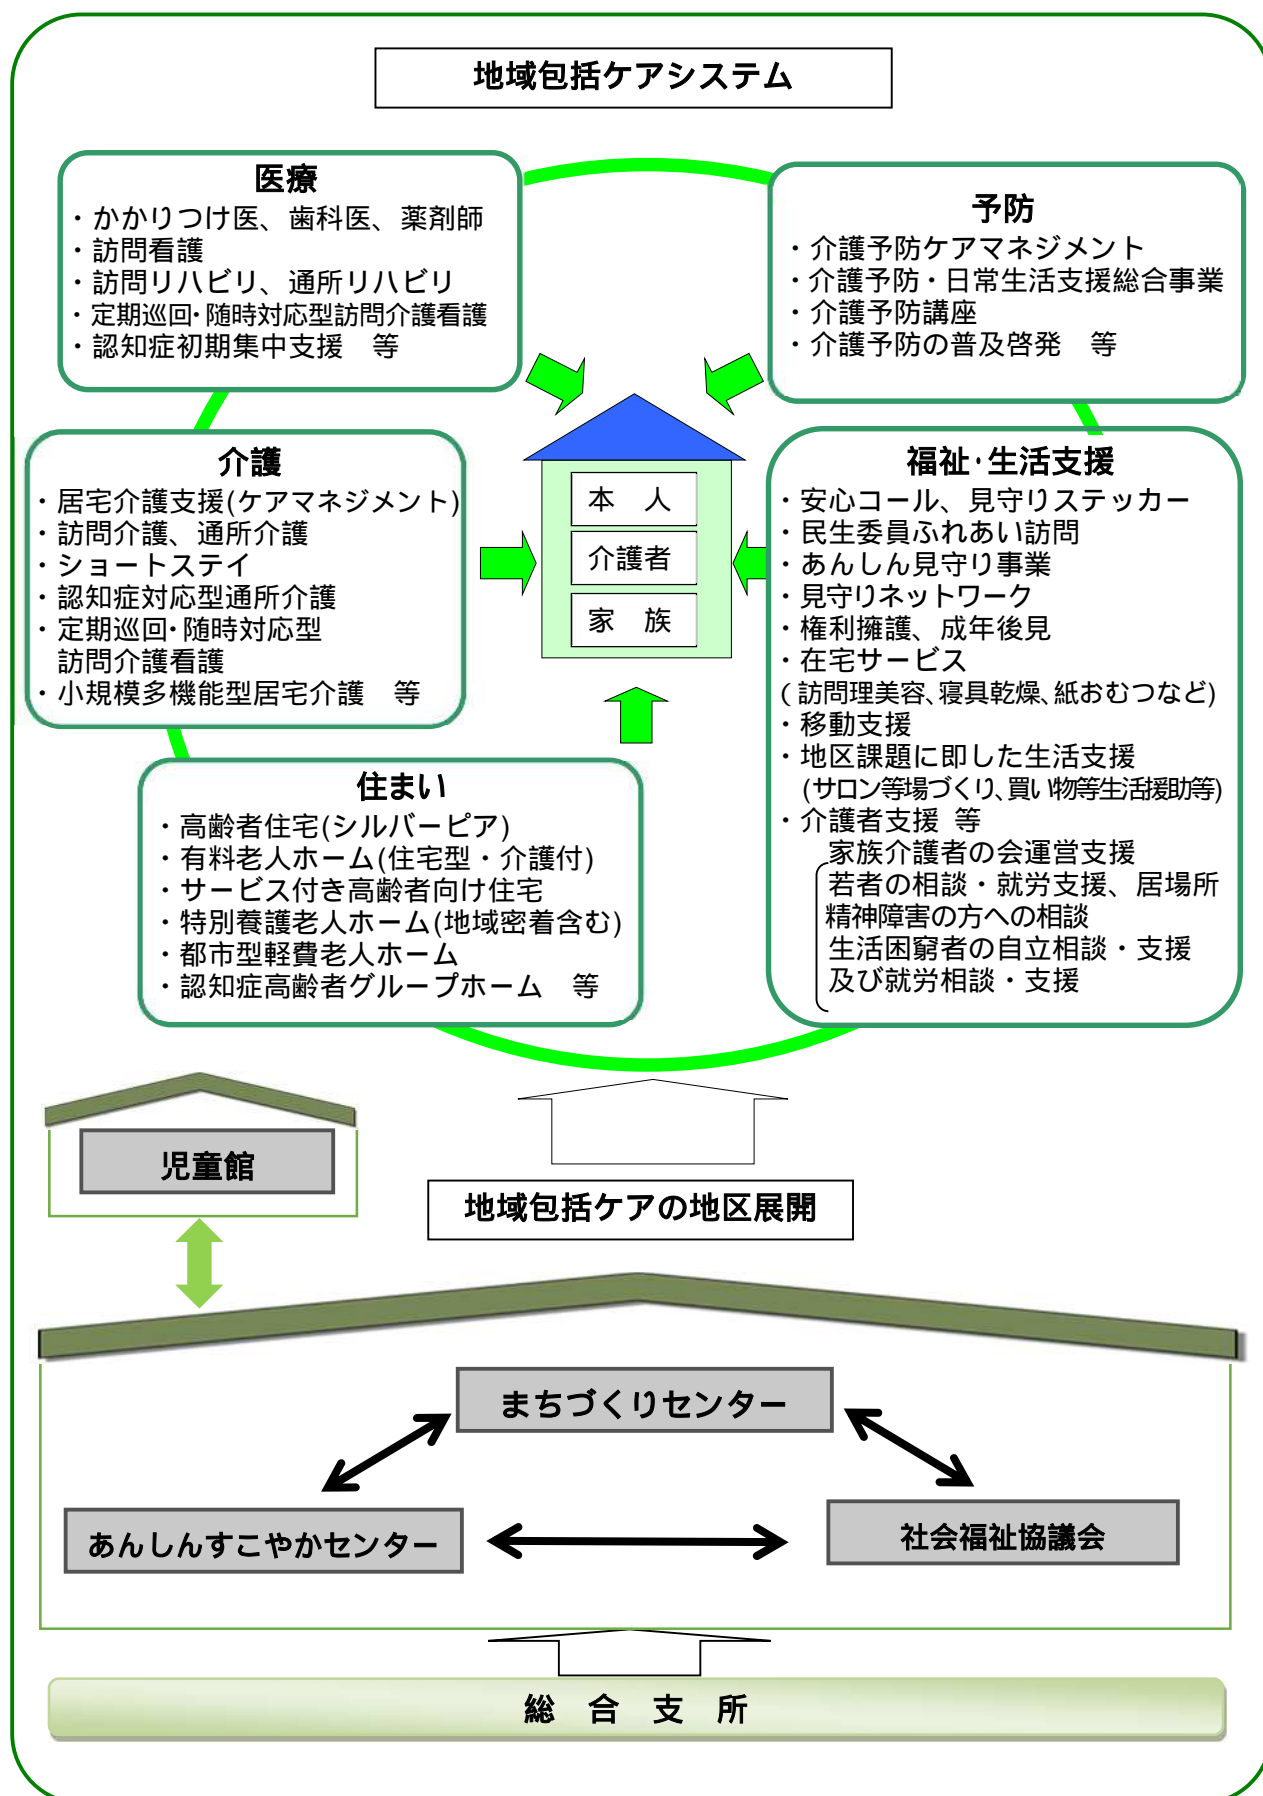 地域包括ケアシステム
医療
・かかりつけ医、歯科医、薬剤師
・訪問看護
・訪問リハビリ、通所リハビリ
・定期巡回・随時対応型訪問介護看護
・認知症初期集中支援　等
予防
・介護予防ケアマネジメント
・介護予防・日常生活支援総合事業
・介護予防講座
・介護予防の普及啓発　等
介護
・居宅介護支援(ケアマネジメント)
・訪問介護、通所介護
・ショートステイ
・認知症対応型通所介護
・定期巡回・随時対応型
訪問介護看護
・小規模多機能型居宅介護　等
本　人
介護者
家　族
福祉・生活支援
・安心コール、見守りステッカー
・民生委員ふれあい訪問
・あんしん見守り事業
・見守りネットワーク
・権利擁護、成年後見
・在宅サービス
(訪問理美容、寝具乾燥、紙おむつなど)
・移動支援
・地区課題に即した生活支援
(サロン等場づくり、買い物等生活援助等)
・介護者支援 等
家族介護者の会運営支援
若者の相談・就労支援、居場所
精神障害の方への相談
生活困窮者の自立相談・支援
及び就労相談・支援
住まい
・高齢者住宅(シルバーピア)
・有料老人ホーム(住宅型・介護付)
・サービス付き高齢者向け住宅
・特別養護老人ホーム(地域密着含む)
・都市型軽費老人ホーム
・認知症高齢者グループホーム　等
児童館
地域包括ケアの地区展開
まちづくりセンター
あんしんすこやかセンター
社会福祉協議会
総　合　支　所